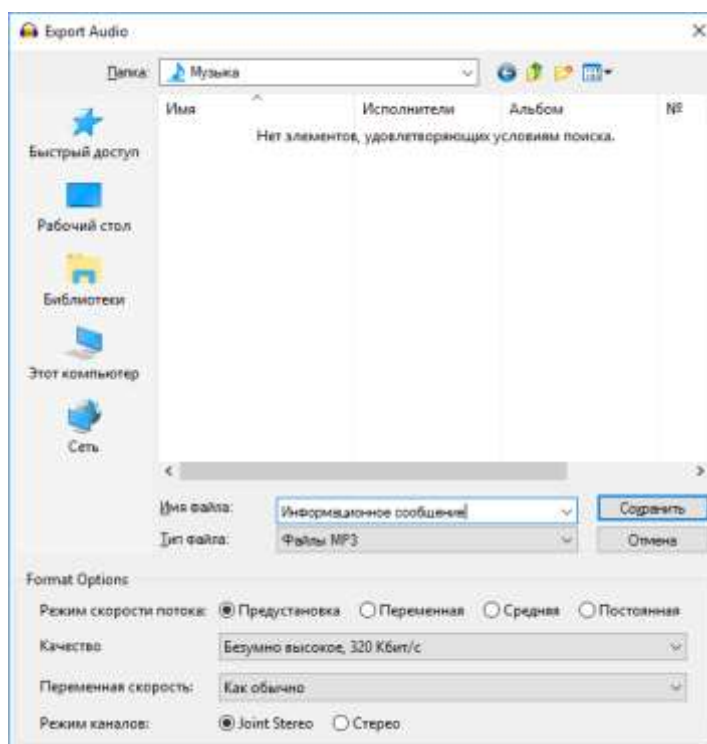 Export Audio
Папка: Музыка
Имя Исполнители Альбом №
Нет элементов, удовлетворяющих условиям поиска.
Быстрый доступ
Рабочий стол
Библиотеки
Этот компьютер
Сеть
Имя файла: Информационное сообщение Сохранить
Тип файла: Файлы MP3 Отмена
Format Options
Режим скорости потока: Предустановка Переменная Средняя Постоянная
Качество Безумно высокое, 320 Кбит/с
Переменная скорость: Как обычно
Режим каналов: Joint Stereo Стерео